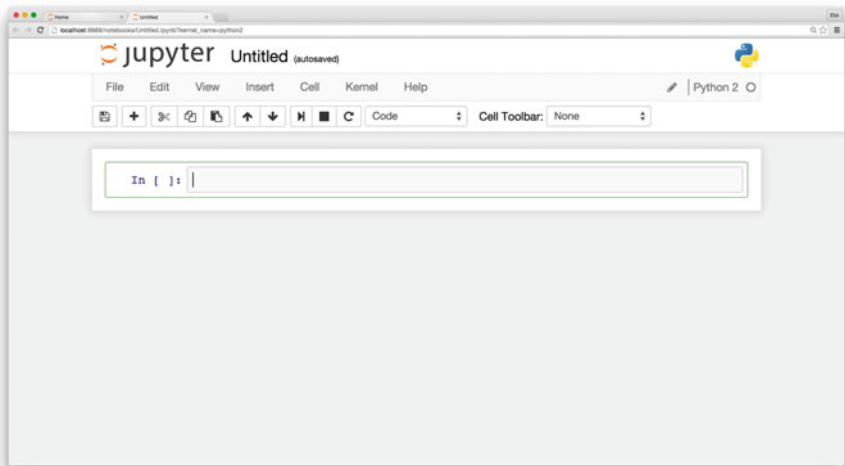 Home
Untitled
Elst
localhost:8888/notebooks/Untitled.ipynb?kernel_name=python2
jupyter Untitled (autosaved)
File Edit View Insert Cell Kernel Help Python 2
Code Cell Toolbar: None
In [ ]: